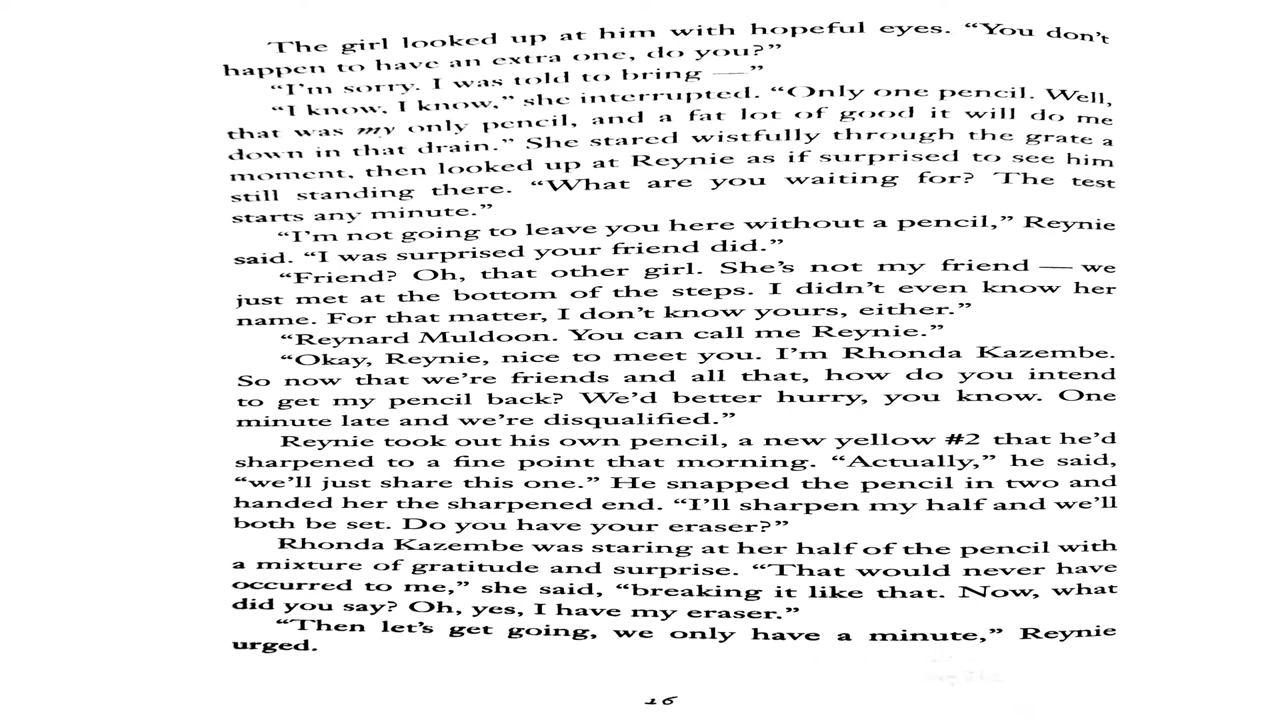 The girl looked up at him with hopeful eyes. “You don’t
happen to have an extra one, do you?”
“I’m sorry. I was told to bring —”
“I know, I know,” she interrupted. “Only one pencil. Well,
that was my only pencil, and a fat lot of good it will do me
down in that drain.” She stared wistfully through the grate a
moment, then looked up at Reynie as if surprised to see him
still standing there. “What are you waiting for? The test
starts any minute.”
“I’m not going to leave you here without a pencil,” Reynie
said. “I was surprised your friend did.”
“Friend? Oh, that other girl. She’s not my friend — we
just met at the bottom of the steps. I didn’t even know her
name. For that matter, I don’t know yours, either.”
“Reynard Muldoon. You can call me Reynie.”
“Okay, Reynie, nice to meet you. I’m Rhonda Kazembe.
So now that we’re friends and all that, how do you intend
to get my pencil back? We’d better hurry, you know. One
minute late and we’re disqualified.”
Reynie took out his own pencil, a new yellow #2 that he’d
sharpened to a fine point that morning. “Actually,” he said,
“we’ll just share this one.” He snapped the pencil in two and
handed her the sharpened end. “I’ll sharpen my half and we’ll
both be set. Do you have your eraser?”
Rhonda Kazembe was staring at her half of the pencil with
a mixture of gratitude and surprise. “That would never have
occurred to me,” she said, “breaking it like that. Now, what
did you say? Oh, yes, I have my eraser.”
“Then let’s get going, we only have a minute,” Reynie
urged.
16